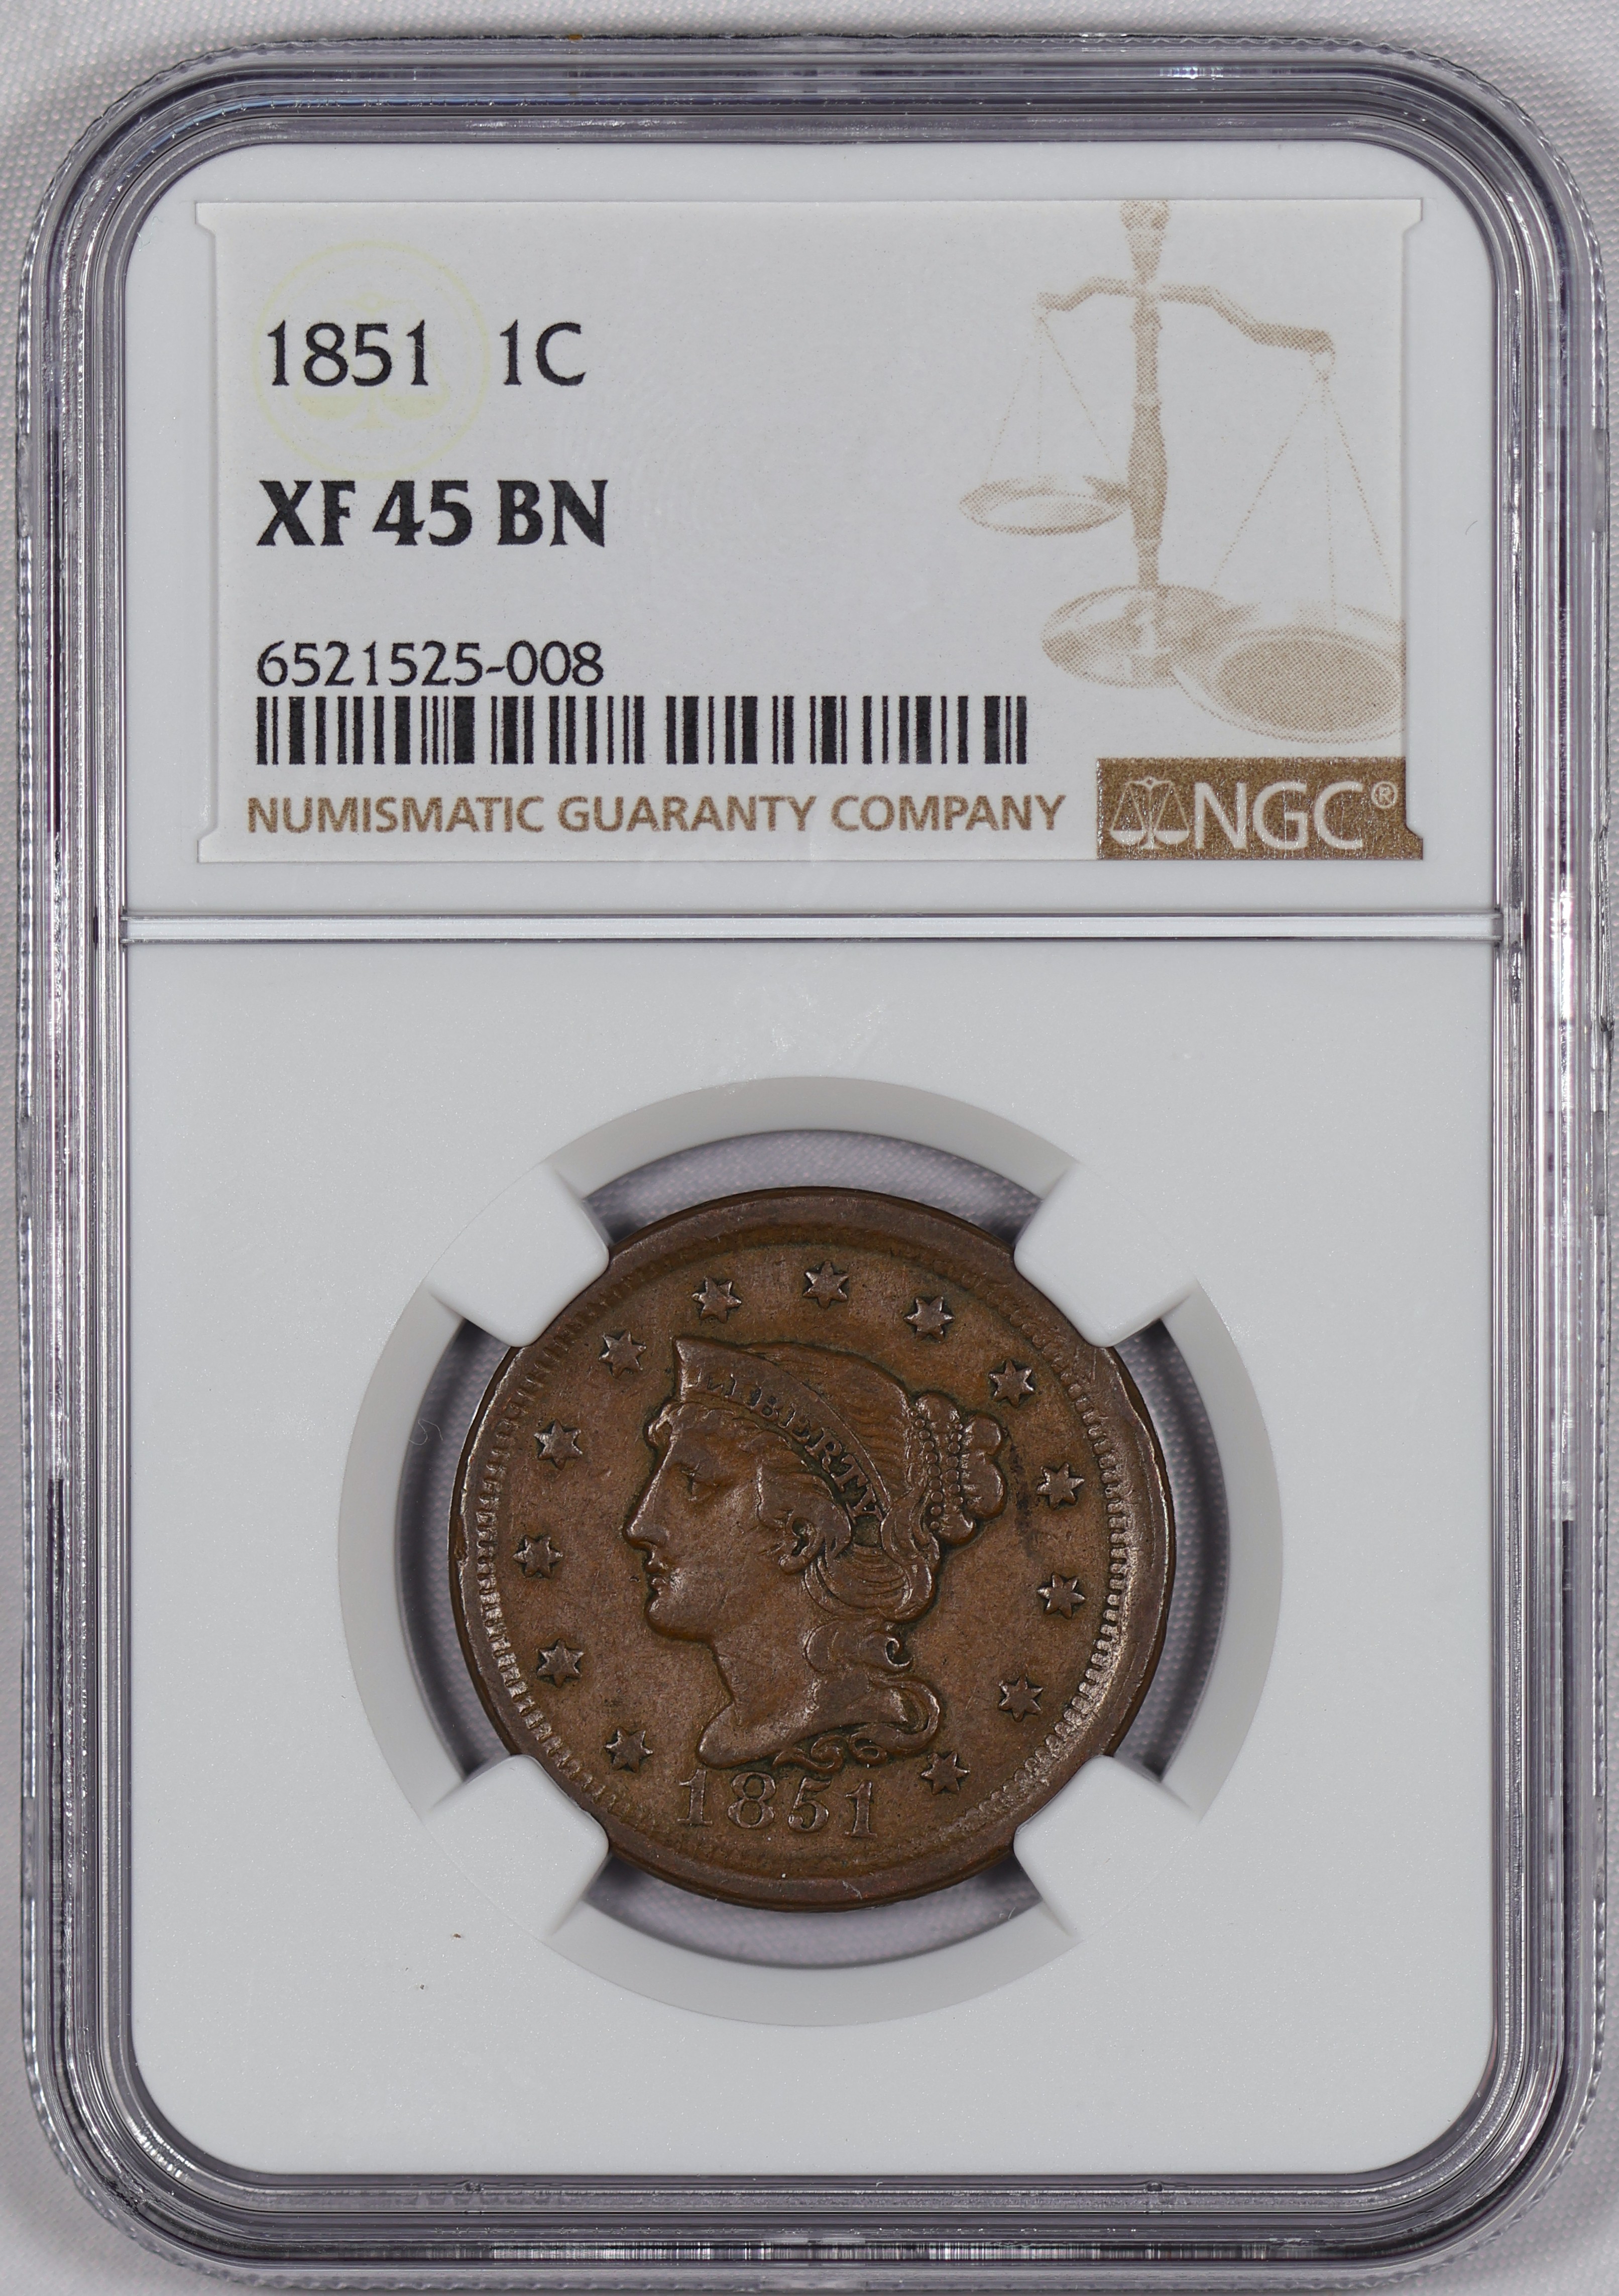 1851 1C
XF 45 BN
6521525-008
NUMISMATIC GUARANTY COMPANY
NGC®
LIBERTY
1851